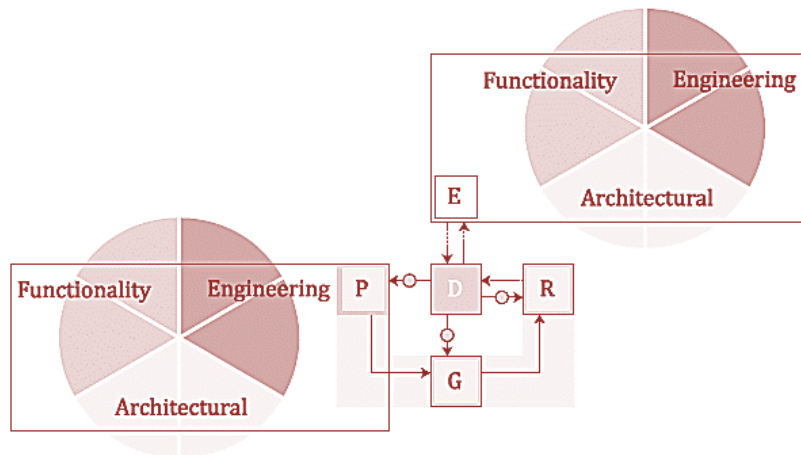 Functionality Engineering
Architectural
E
Functionality Engineering P D R
Architectural G